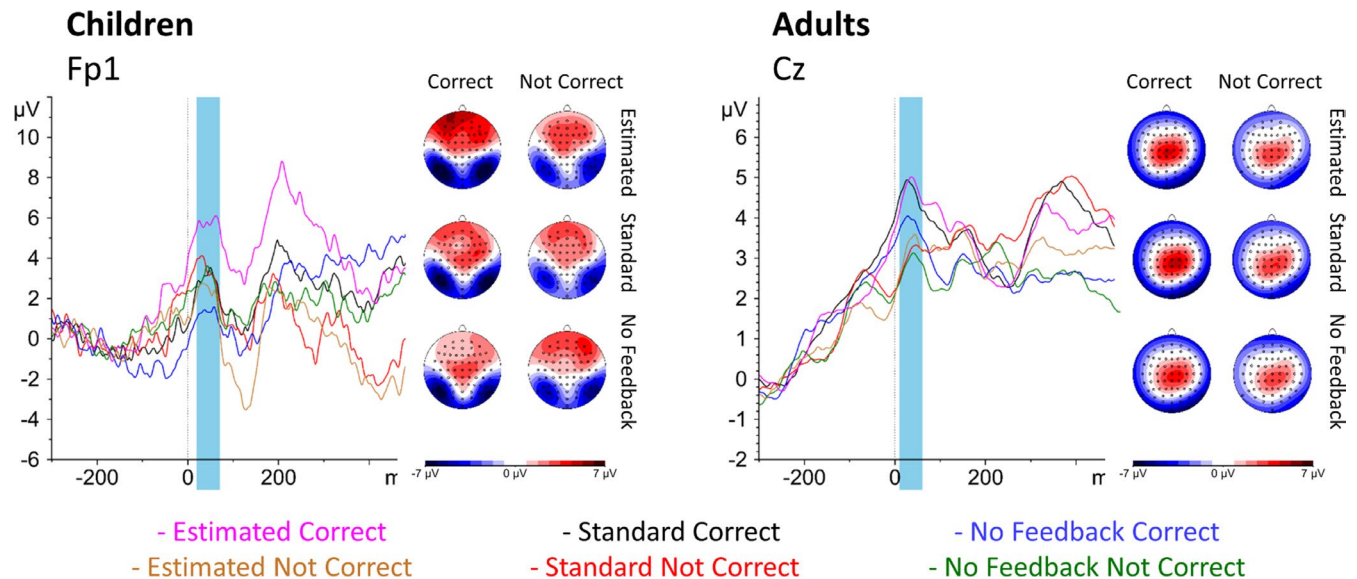 Children
Fp1
Correct Not Correct
µV
10
8
6
4
2
0
-2
-4
-6
-200 0 200 m
Estimated
Standard
No Feedback
-7 µV 0 µV 7 µV
Adults
Cz
Correct Not Correct
µV
6
5
4
3
2
1
0
-1
-2
-200 0 200 m
Estimated
Standard
No Feedback
-7 µV 0 µV 7 µV
- Estimated Correct - Standard Correct - No Feedback Correct
- Estimated Not Correct - Standard Not Correct - No Feedback Not Correct